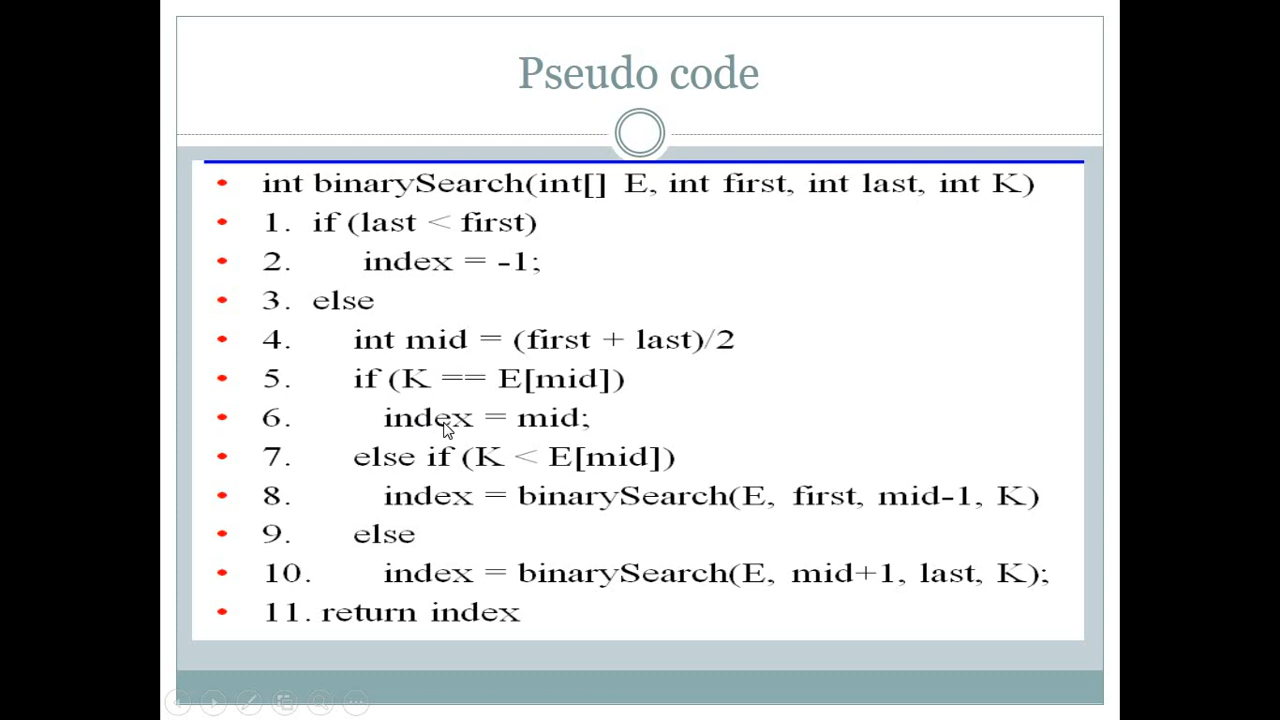 Pseudo code
• int binarySearch(int[] E, int first, int last, int K)
• 1. if (last < first)
• 2. index = -1;
• 3. else
• 4. int mid = (first + last)/2
• 5. if (K == E[mid])
• 6. index = mid;
• 7. else if (K < E[mid])
• 8. index = binarySearch(E, first, mid-1, K)
• 9. else
• 10. index = binarySearch(E, mid+1, last, K);
• 11. return index